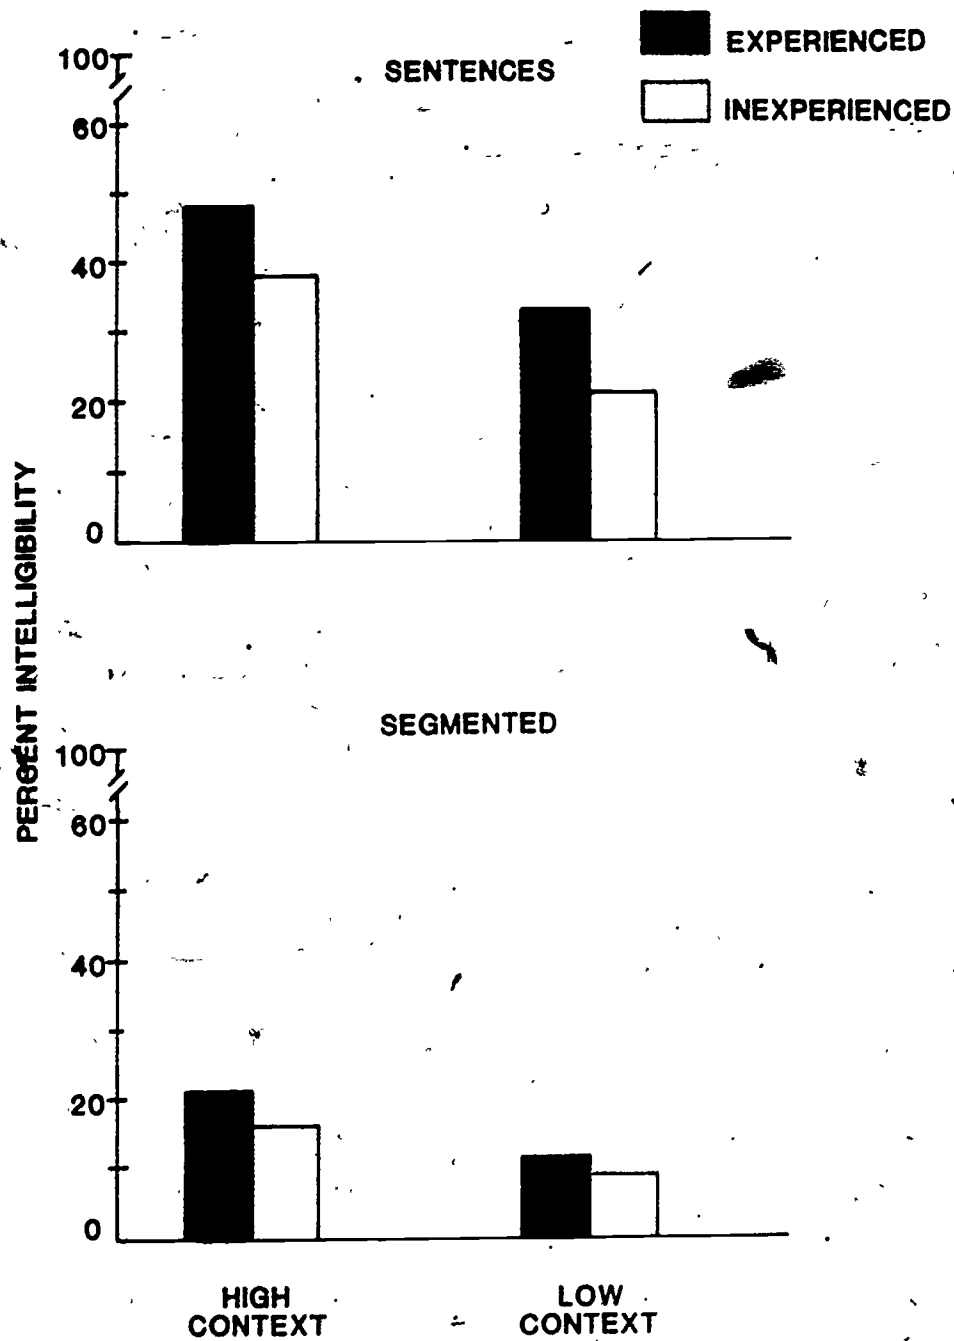 EXPERIENCED
INEXPERIENCED
SENTENCES
100
60
40
20
0
PERCENT INTELLIGIBILITY
SEGMENTED
100
60
40
20
0
HIGH
CONTEXT
LOW
CONTEXT